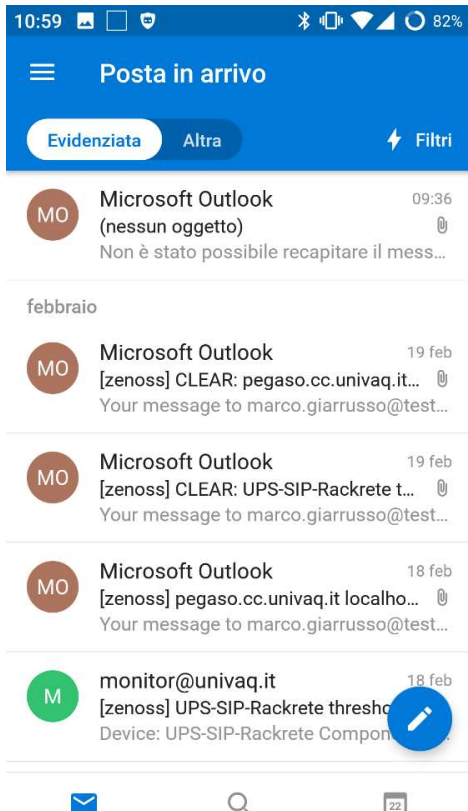 10:59 82%
Posta in arrivo
Evidenziata Altra Filtri
MO Microsoft Outlook 09:36
(nessun oggetto)
Non è stato possibile recapitare il mess...
febbraio
MO Microsoft Outlook 19 feb
[zenoss] CLEAR: pegaso.cc.univaq.it...
Your message to marco.giarrusso@test...
MO Microsoft Outlook 19 feb
[zenoss] CLEAR: UPS-SIP-Rackrete t...
Your message to marco.giarrusso@test...
MO Microsoft Outlook 18 feb
[zenoss] pegaso.cc.univaq.it localho...
Your message to marco.giarrusso@test...
M monitor@univaq.it 18 feb
[zenoss] UPS-SIP-Rackrete thresho
Device: UPS-SIP-Rackrete Compon
22